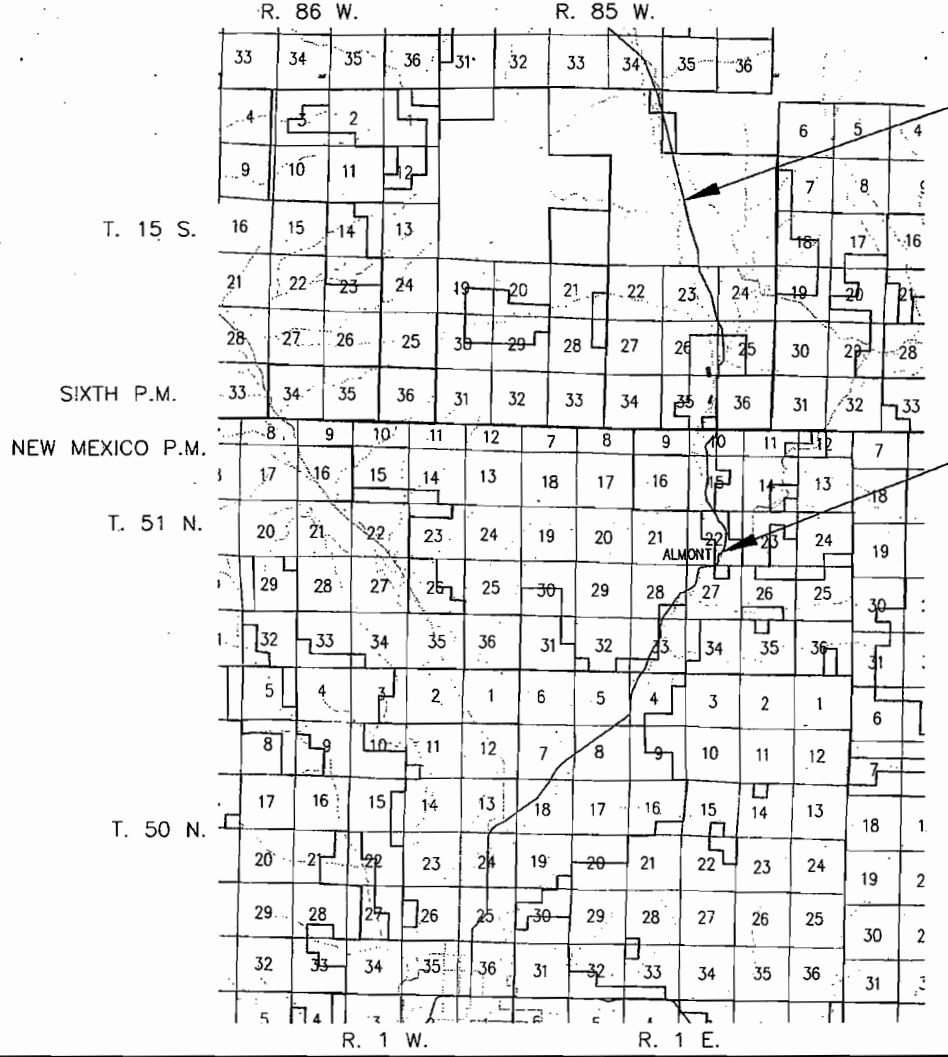 R. 86 W. R. 85 W.
33 34 35 36 31 32 33 34 35 36
4 3 2 1 6 5 4
9 10 11 12 7 8 9
T. 15 S. 16 15 14 13 18 17 16
21 22 23 24 19 20 21 22 23 24 19 20 21
28 27 26 25 30 29 28 27 26 25 30 29 28
SIXTH P.M. 33 34 35 36 31 32 33 34 35 36 31 32 33
NEW MEXICO P.M. 8 9 10 11 12 7 8 9 10 11 12 7
17 16 15 14 13 18 17 16 15 14 13 18
T. 51 N. 20 21 22 23 24 19 20 21 22 23 24 19
ALMONT
29 28 27 26 25 30 29 28 27 26 25 30
32 33 34 35 36 31 32 33 34 35 36 31
5 4 3 2 1 6 5 4 3 2 1 6
8 9 10 11 12 7 8 9 10 11 12 7
17 16 15 14 13 18 17 16 15 14 13 18
T. 50 N. 20 21 22 23 24 19 20 21 22 23 24 19
29 28 27 26 25 30 29 28 27 26 25 30
32 33 34 35 36 31 32 33 34 35 36 31
5 4 3
R. 1 W. R. 1 E.